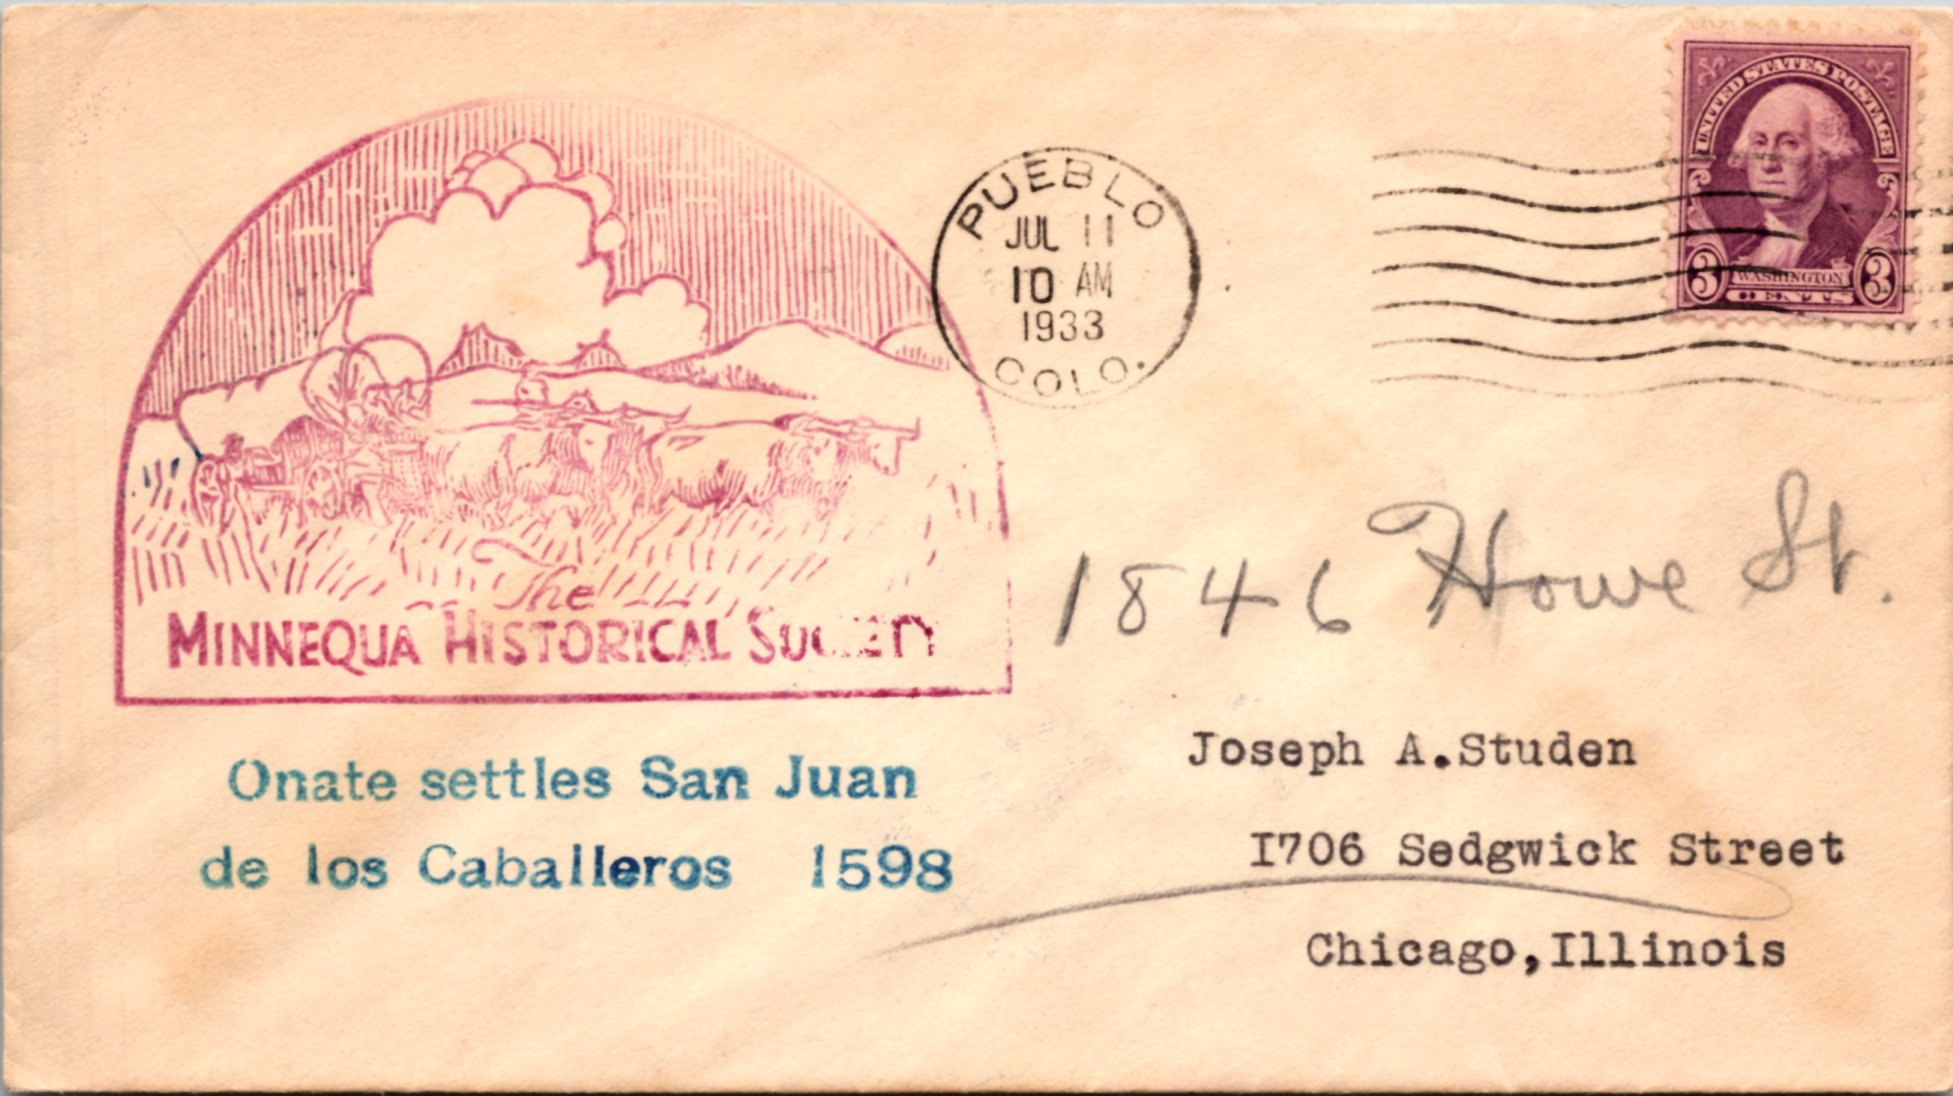 UNITED STATES POSTAGE
3 WASHINGTON 3
CENTS
PUEBLO
JUL 11
10 AM
1933
COLO.
The
MINNEQUA HISTORICAL SOCIETY
1846 Howe St.
Onate settles San Juan
de los Caballeros 1598
Joseph A.Studen
I706 Sedgwick Street
Chicago,Illinois